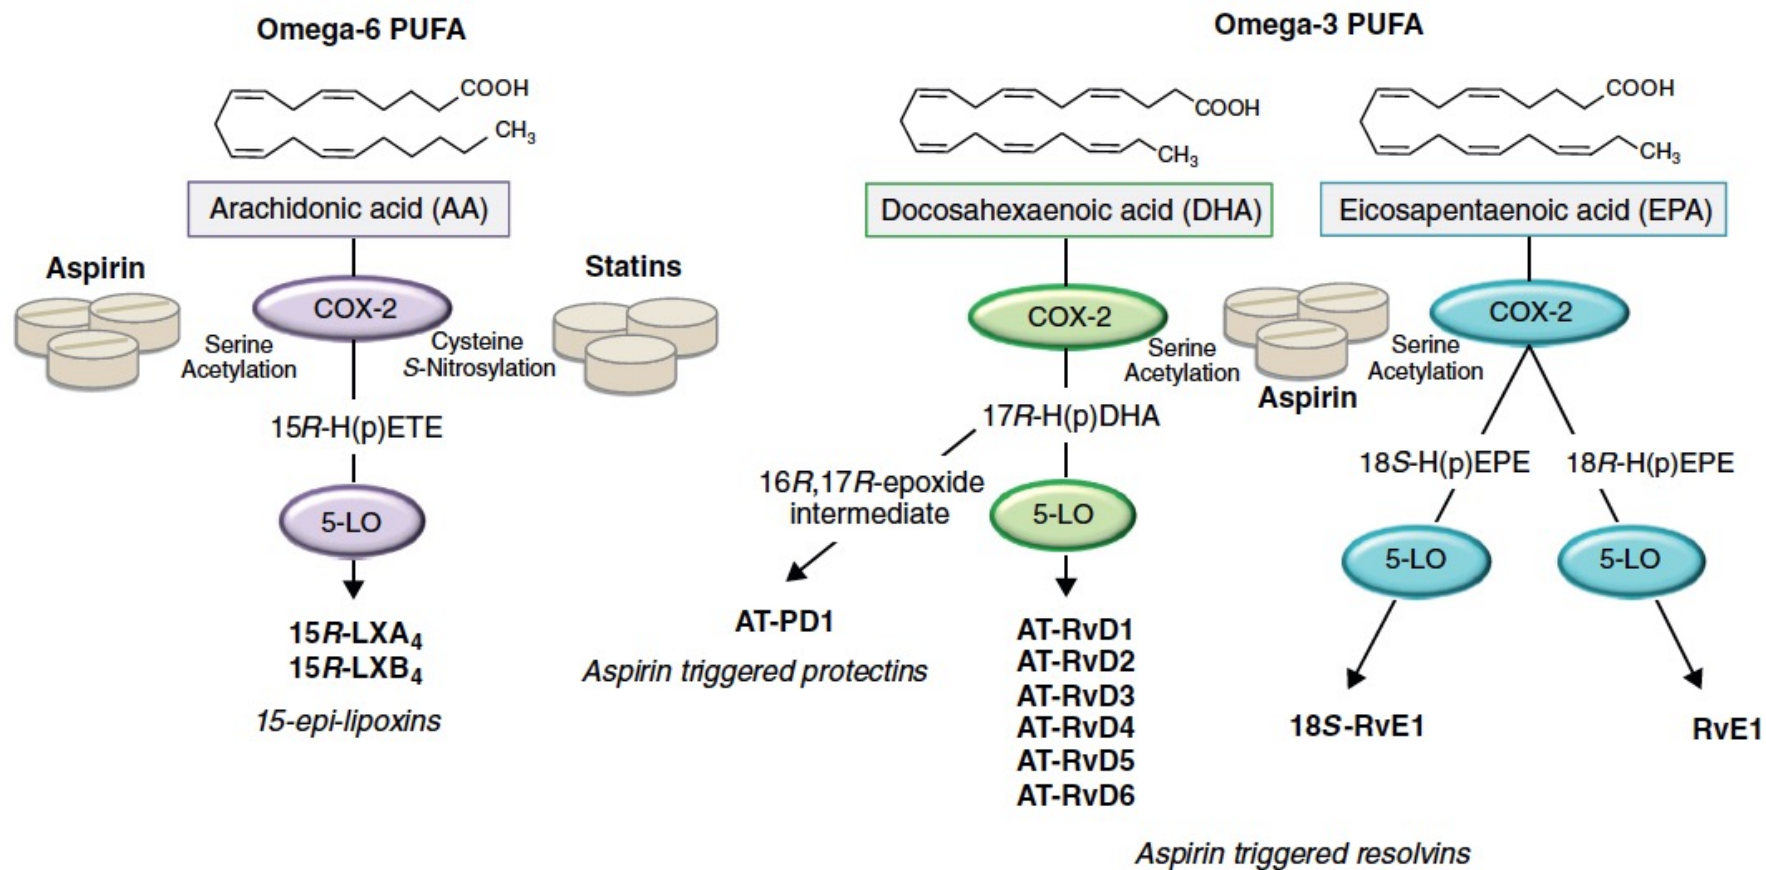 Omega-6 PUFA
COOH
CH3
Arachidonic acid (AA)
Aspirin
Statins
COX-2
Serine
Acetylation
Cysteine
S-Nitrosylation
15R-H(p)ETE
5-LO
15R-LXA4
15R-LXB4
15-epi-lipoxins
Omega-3 PUFA
COOH
CH3
Docosahexaenoic acid (DHA)
COX-2
Serine
Acetylation
Aspirin
17R-H(p)DHA
16R,17R-epoxide
intermediate
5-LO
AT-PD1
Aspirin triggered protectins
AT-RvD1
AT-RvD2
AT-RvD3
AT-RvD4
AT-RvD5
AT-RvD6
COOH
CH3
Eicosapentaenoic acid (EPA)
COX-2
Serine
Acetylation
18S-H(p)EPE
18R-H(p)EPE
5-LO
5-LO
18S-RvE1
RvE1
Aspirin triggered resolvins